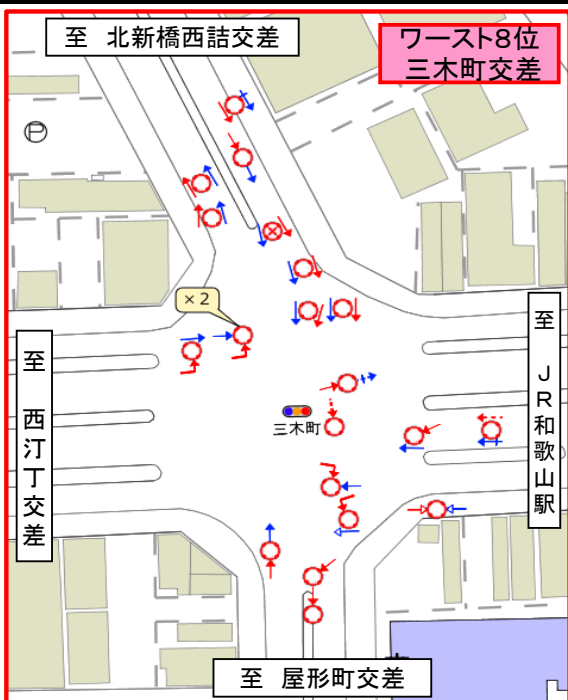 至 北新橋西詰交差
ワースト8位
三木町交差
P
×2
至 西汀丁交差
至 JR和歌山駅
三木町
至 屋形町交差